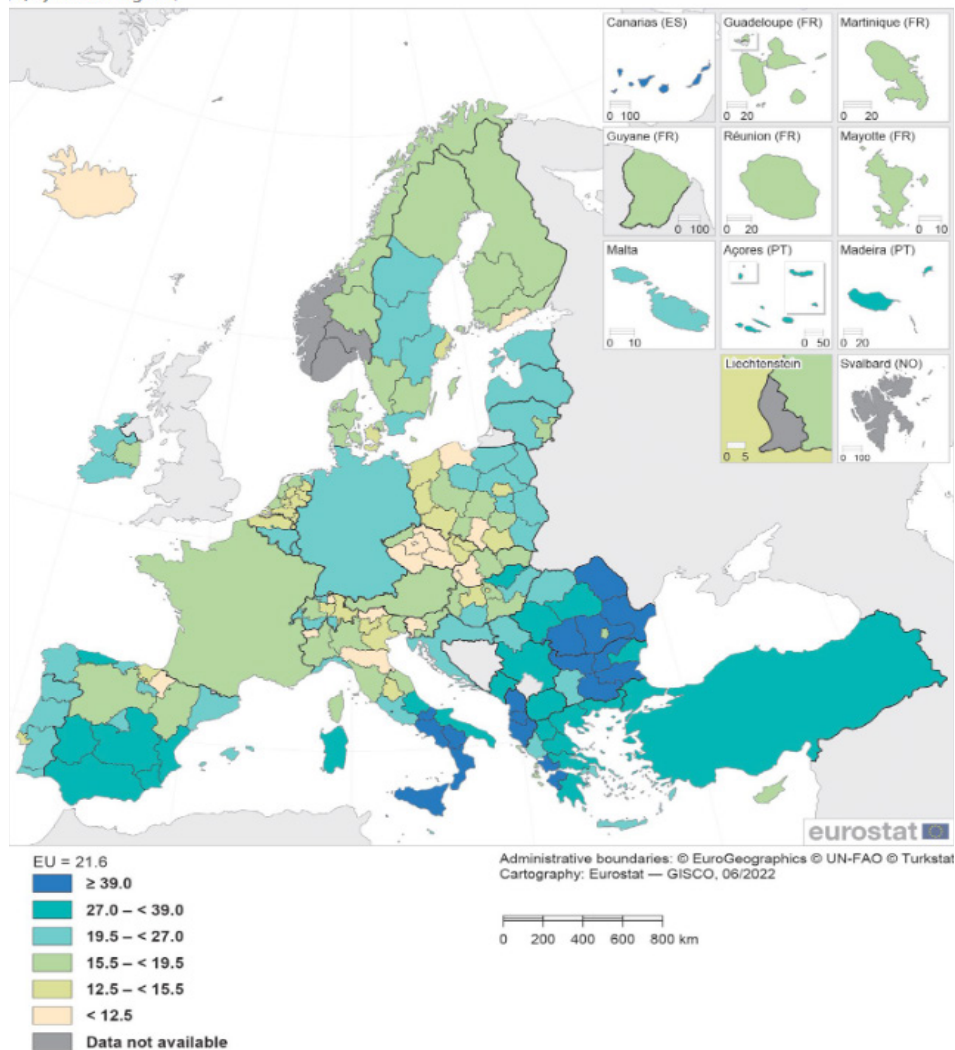 Canarias (ES)
0 100
Guadeloupe (FR)
0 20
Martinique (FR)
0 20
Guyane (FR)
0 100
Réunion (FR)
0 20
Mayotte (FR)
0 10
Malta
0 10
Açores (PT)
0 50
Madeira (PT)
0 20
Liechtenstein
0 5
Svalbard (NO)
0 100
eurostat
EU = 21.6
≥ 39.0
27.0 – < 39.0
19.5 – < 27.0
15.5 – < 19.5
12.5 – < 15.5
< 12.5
Data not available
Administrative boundaries: © EuroGeographics © UN-FAO © Turkstat
Cartography: Eurostat — GISCO, 06/2022
0 200 400 600 800 km